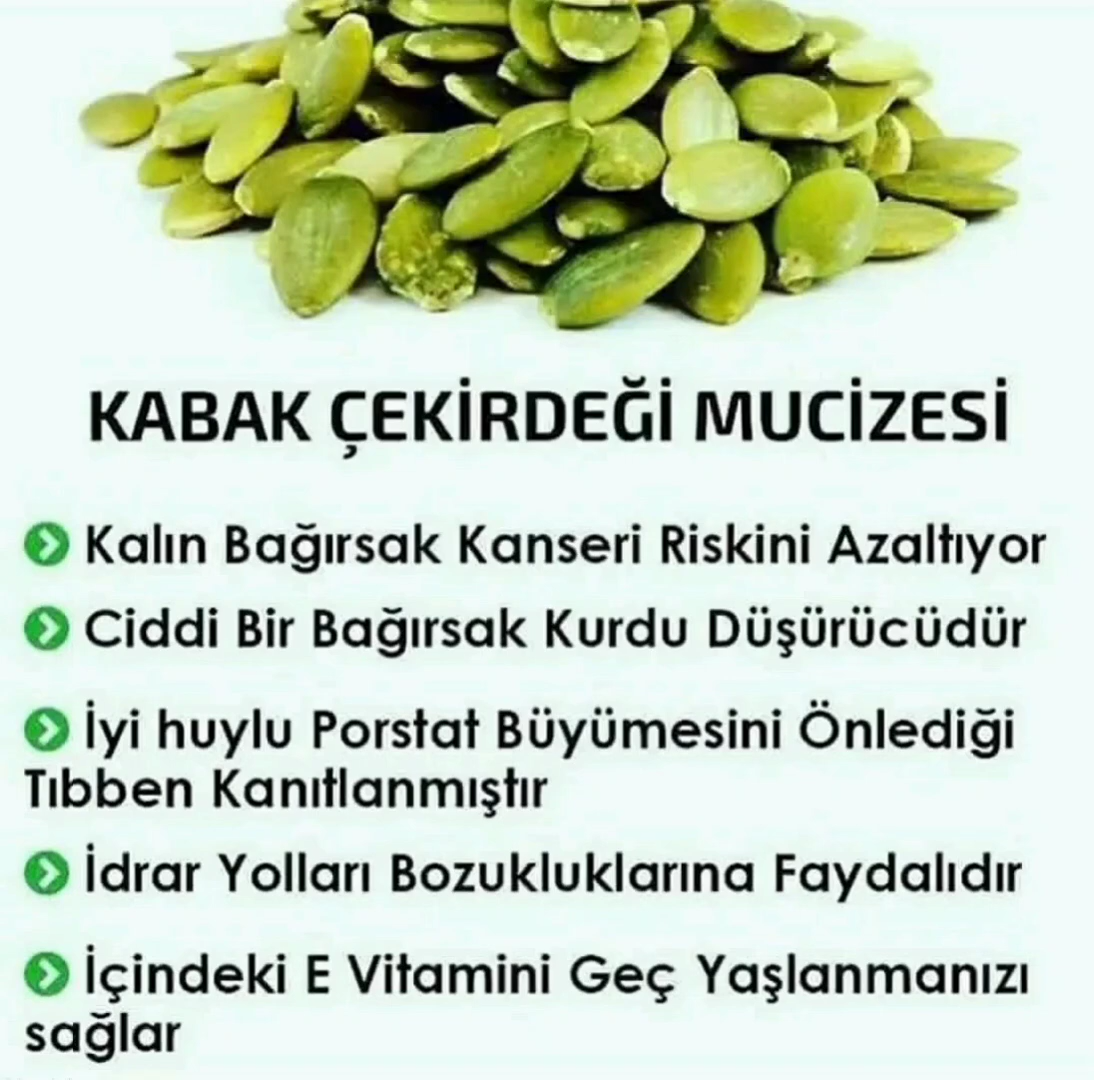 KABAK ÇEKİRDEĞİ MUCİZESİ
Kalın Bağırsak Kanseri Riskini Azaltıyor
Ciddi Bir Bağırsak Kurdu Düşürücüdür
İyi huylu Porstat Büyümesini Önlediği
Tıbben Kanıtlanmıştır
İdrar Yolları Bozukluklarına Faydalıdır
İçindeki E Vitamini Geç Yaşlanmanızı
sağlar